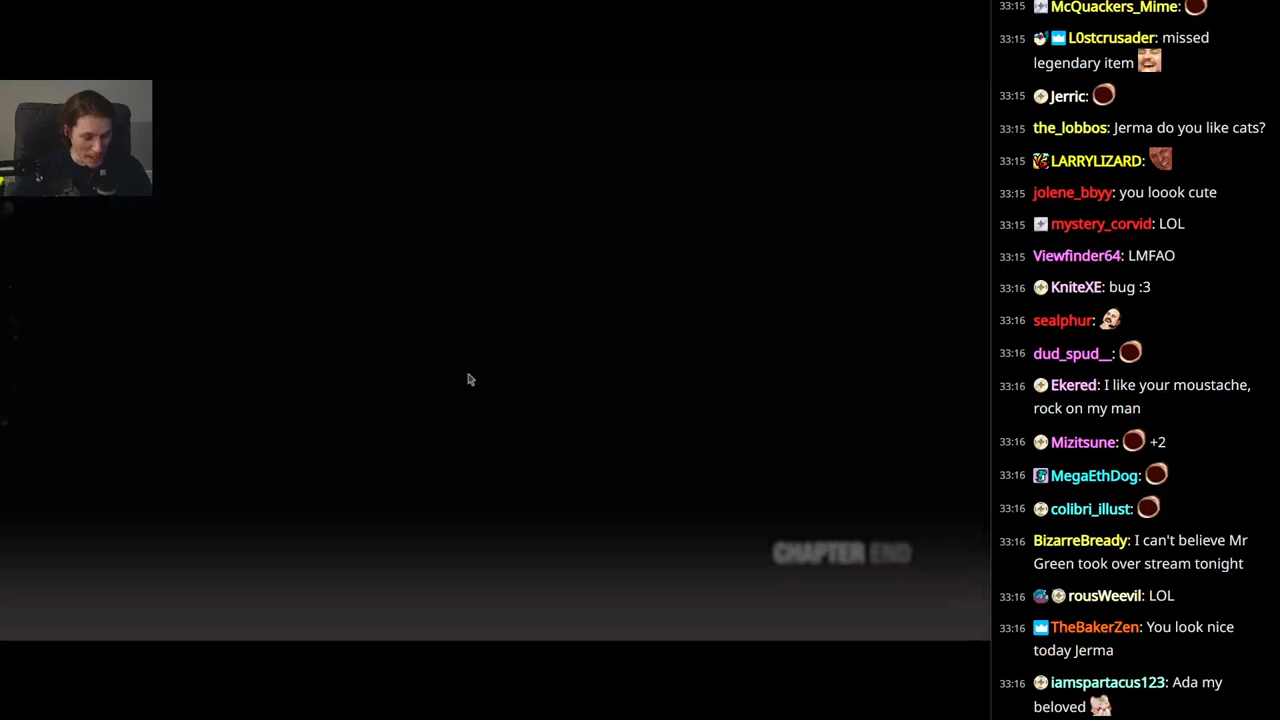 33:15 McQuackers_Mime:
33:15 L0stcrusader: missed
legendary item
33:15 Jerric:
33:15 the_lobbos: Jerma do you like cats?
33:15 LARRYLIZARD:
33:15 jolene_bbyy: you loook cute
33:15 mystery_corvid: LOL
33:15 Viewfinder64: LMFAO
33:16 KniteXE: bug :3
33:16 sealphur:
33:16 dud_spud__:
33:16 Ekered: I like your moustache,
rock on my man
33:16 Mizitsune: +2
33:16 MegaEthDog:
33:16 colibri_illust:
33:16 BizarreBready: I can't believe Mr
Green took over stream tonight
33:16 rousWeevil: LOL
33:16 TheBakerZen: You look nice
today Jerma
33:16 iamspartacus123: Ada my
beloved
CHAPTER END